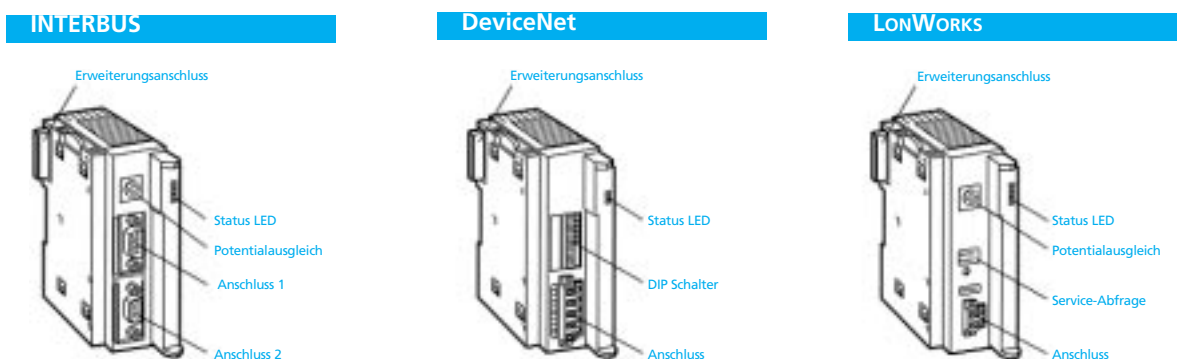 INTERBUS
Erweiterungsanschluss
Status LED
Potentialausgleich
Anschluss 1
Anschluss 2
DeviceNet
Erweiterungsanschluss
Status LED
DIP Schalter
Anschluss
LONWORKS
Erweiterungsanschluss
Status LED
Potentialausgleich
Service-Abfrage
Anschluss